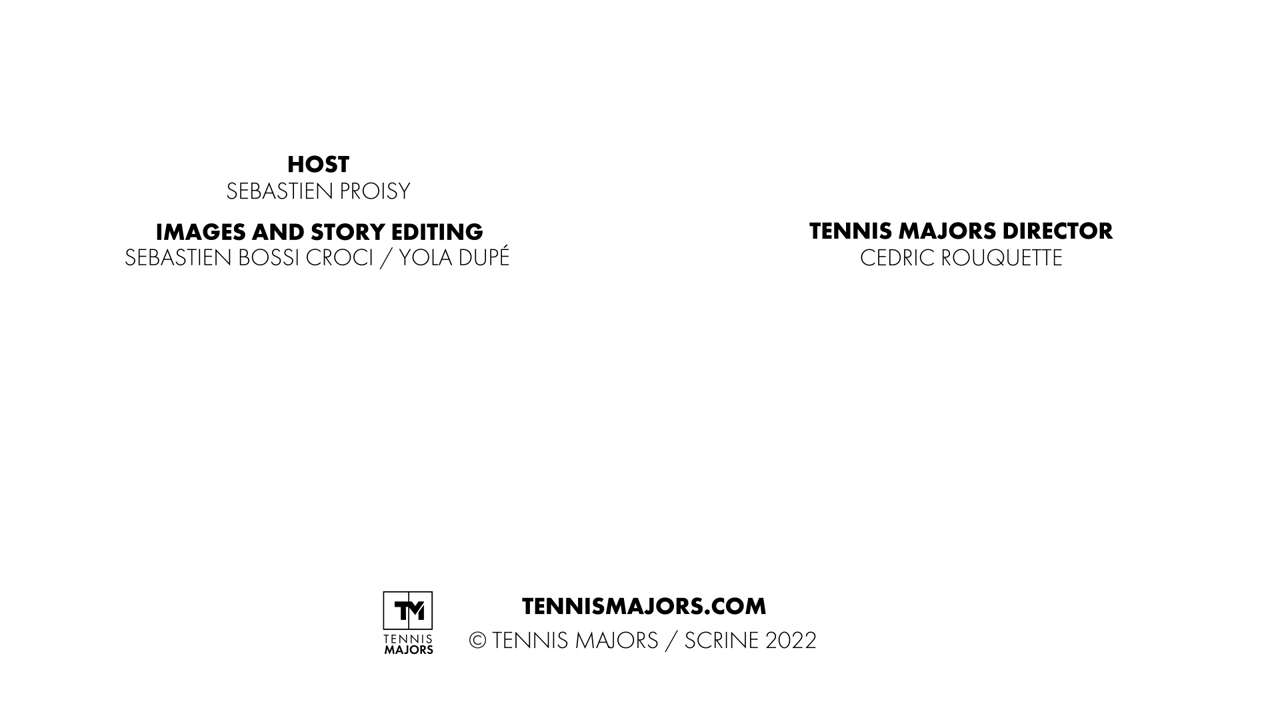 HOST
SEBASTIEN PROISY
IMAGES AND STORY EDITING
SEBASTIEN BOSSI CROCI / YOLA DUPÉ
TENNIS MAJORS DIRECTOR
CEDRIC ROUQUETTE
TM
TENNIS
MAJORS
TENNISMAJORS.COM
© TENNIS MAJORS / SCRINE 2022